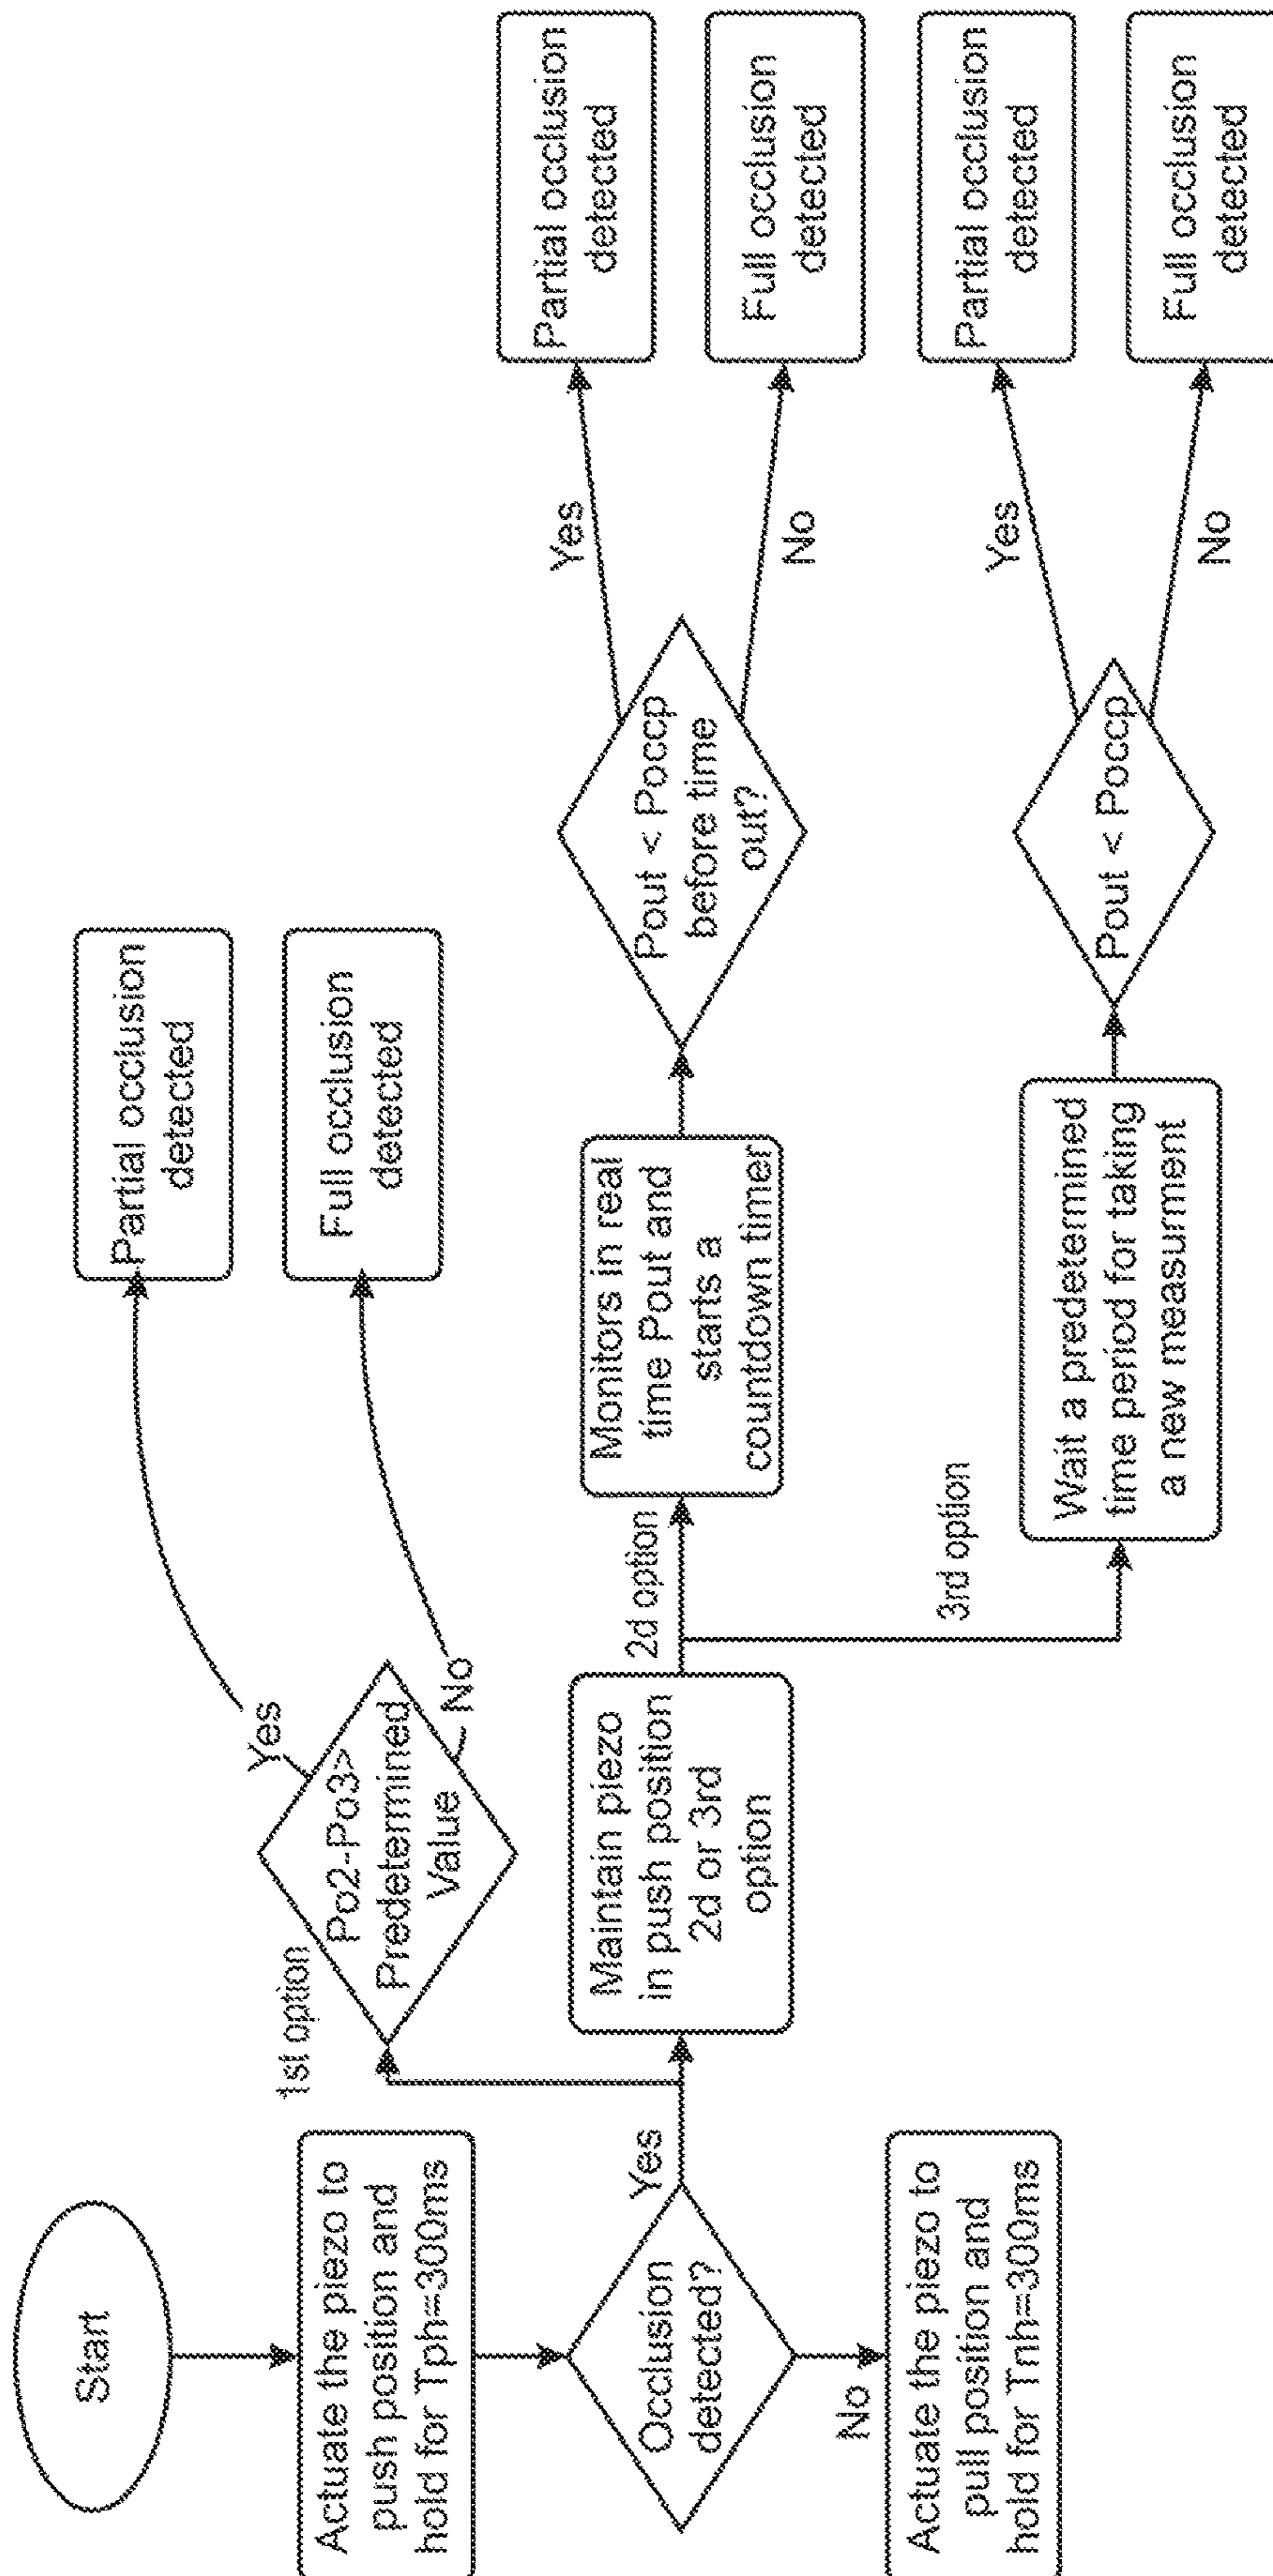 Start
Actuate the piezo to
push position and
hold for Tph=300ms
Occlusion
detected?
No
Actuate the piezo to
pull position and
hold for Tnh=300ms
Yes
1st option
Po2-Po3>
Predetermined
Value
Yes
Partial occlusion
detected
No
Full occlusion
detected
Maintain piezo
in push position
2d or 3rd
option
2d option
Monitors in real
time Pout and
starts a
countdown timer
Pout < Poccp
before time
out?
Yes
Partial occlusion
detected
No
Full occlusion
detected
3rd option
Wait a predetermined
time period for taking
a new measurment
Pout < Poccp
Yes
Partial occlusion
detected
No
Full occlusion
detected